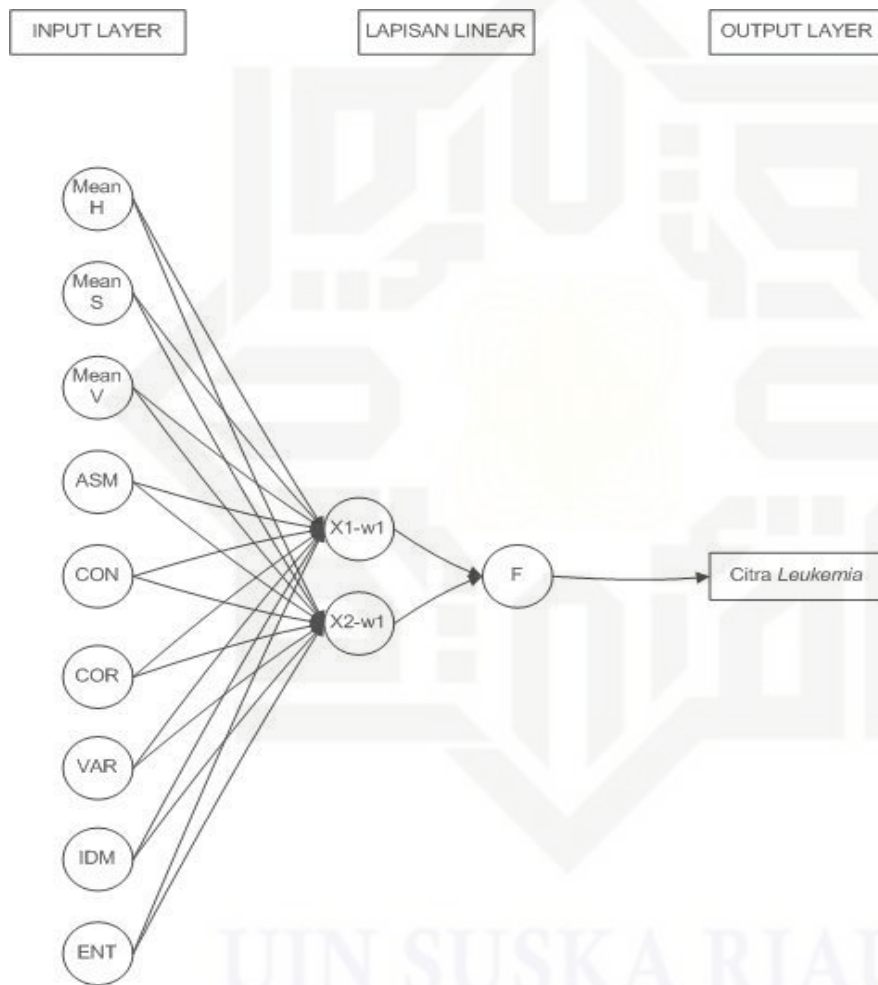 INPUT LAYER
LAPISAN LINEAR
OUTPUT LAYER
Mean
H
Mean
S
Mean
V
ASM
CON
COR
VAR
IDM
ENT
X1-w1
X2-w1
F
Citra Leukemia
UIN SUSKA RIAU